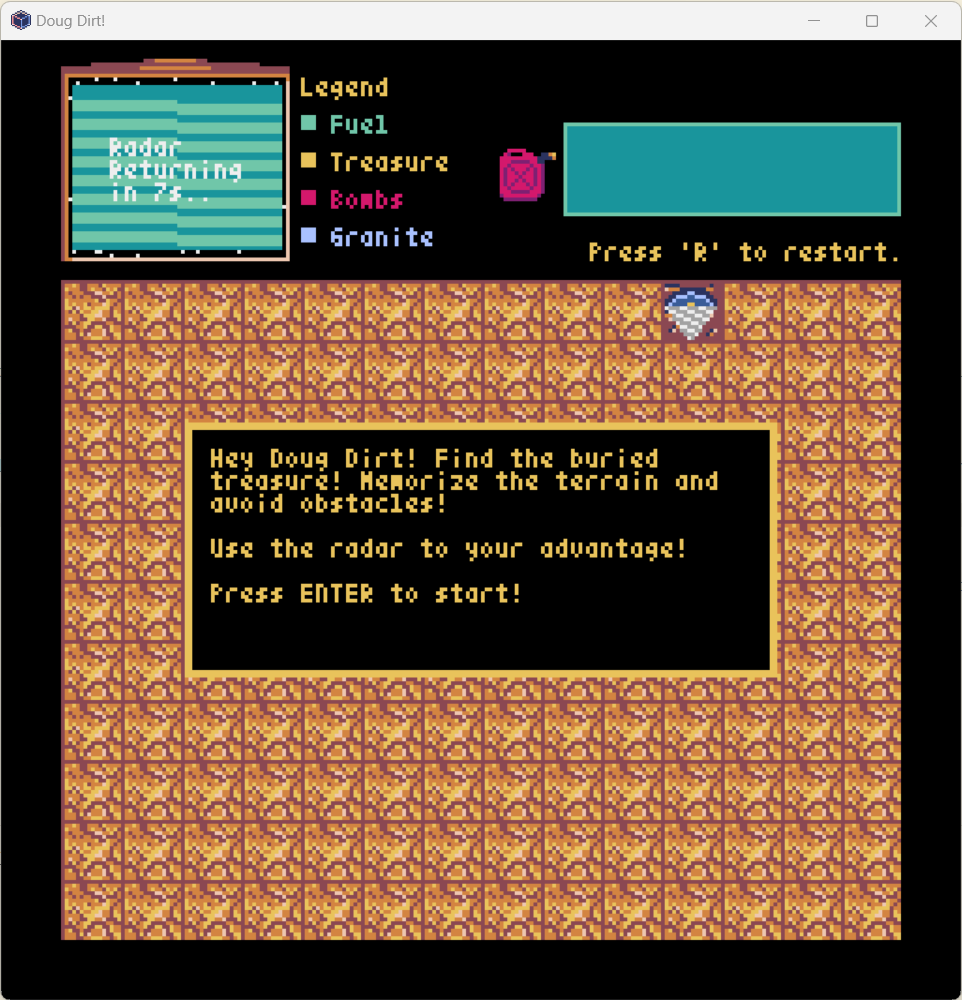 Doug Dirt!
Radar
Returning
in 7s..
Legend
Fuel
Treasure
Bombs
Granite
Press 'R' to restart.
Hey Doug Dirt! Find the buried
treasure! Memorize the terrain and
avoid obstacles!
Use the radar to your advantage!
Press ENTER to start!